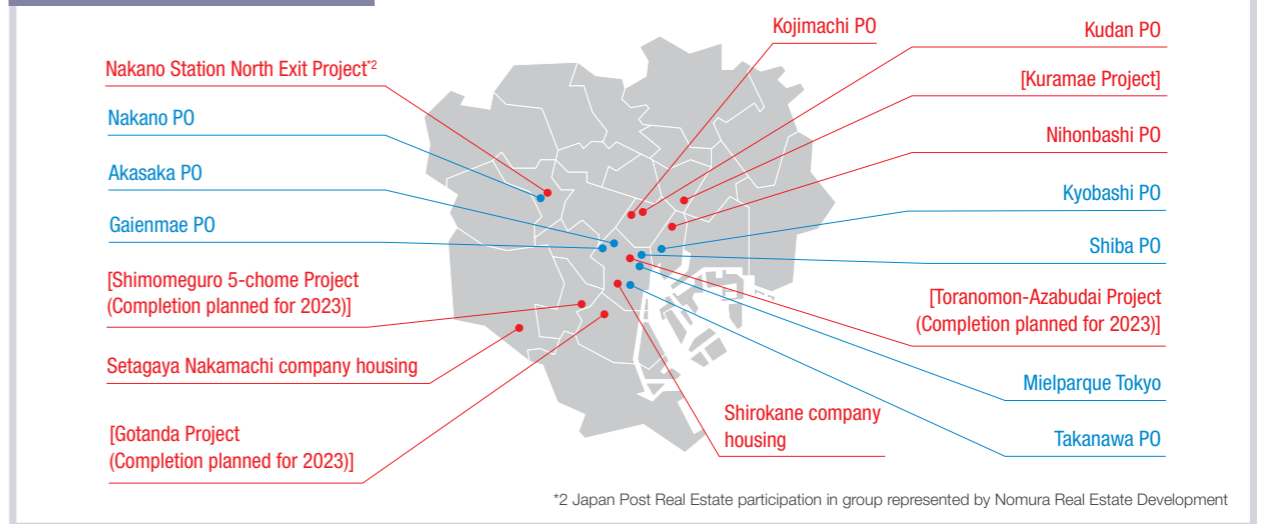 Kojimachi PO
Kudan PO
Nakano Station North Exit Project*2
[Kuramae Project]
Nakano PO
Nihonbashi PO
Akasaka PO
Kyobashi PO
Gaienmae PO
Shiba PO
[Shimomeguro 5-chome Project
(Completion planned for 2023)]
[Toranomon-Azabudai Project
(Completion planned for 2023)]
Setagaya Nakamachi company housing
Mielparque Tokyo
Shirokane company
housing
[Gotanda Project
(Completion planned for 2023)]
Takanawa PO
*2 Japan Post Real Estate participation in group represented by Nomura Real Estate Development